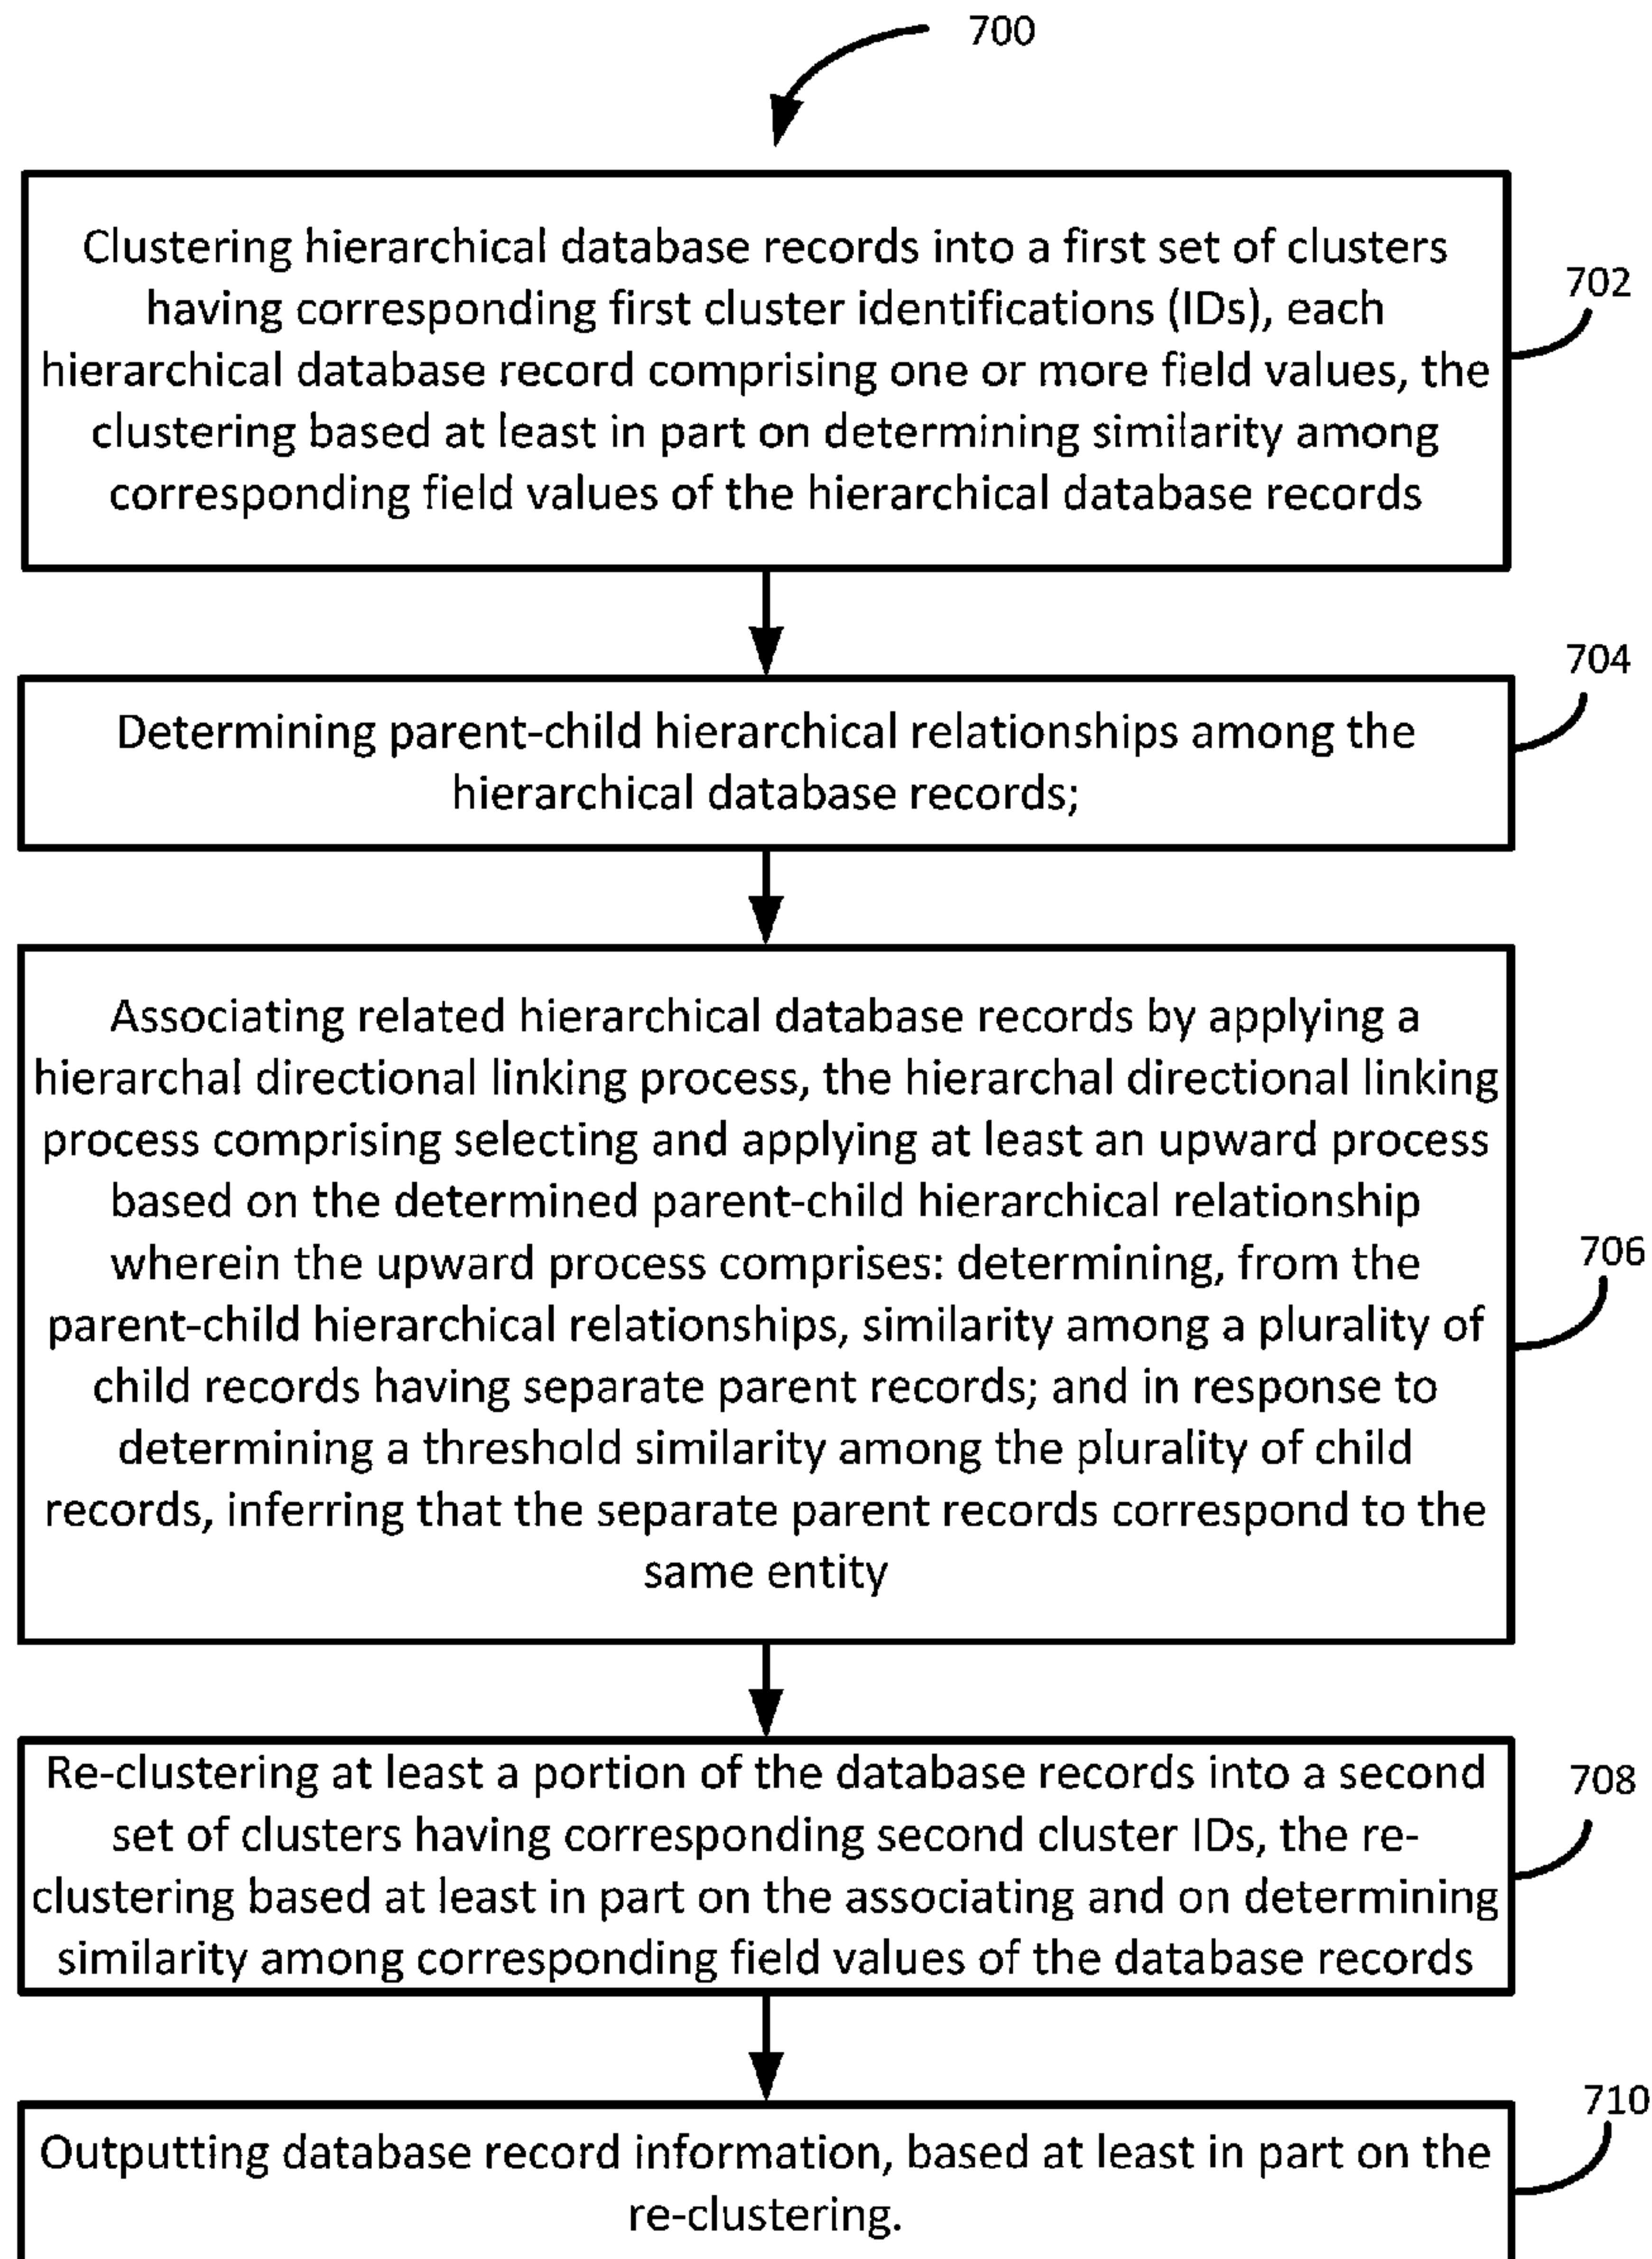 700
Clustering hierarchical database records into a first set of clusters
having corresponding first cluster identifications (IDs), each
hierarchical database record comprising one or more field values, the
clustering based at least in part on determining similarity among
corresponding field values of the hierarchical database records
702
Determining parent-child hierarchical relationships among the
hierarchical database records;
704
Associating related hierarchical database records by applying a
hierarchal directional linking process, the hierarchal directional linking
process comprising selecting and applying at least an upward process
based on the determined parent-child hierarchical relationship
wherein the upward process comprises: determining, from the
parent-child hierarchical relationships, similarity among a plurality of
child records having separate parent records; and in response to
determining a threshold similarity among the plurality of child
records, inferring that the separate parent records correspond to the
same entity
706
Re-clustering at least a portion of the database records into a second
set of clusters having corresponding second cluster IDs, the re-
clustering based at least in part on the associating and on determining
similarity among corresponding field values of the database records
708
Outputting database record information, based at least in part on the
re-clustering.
710